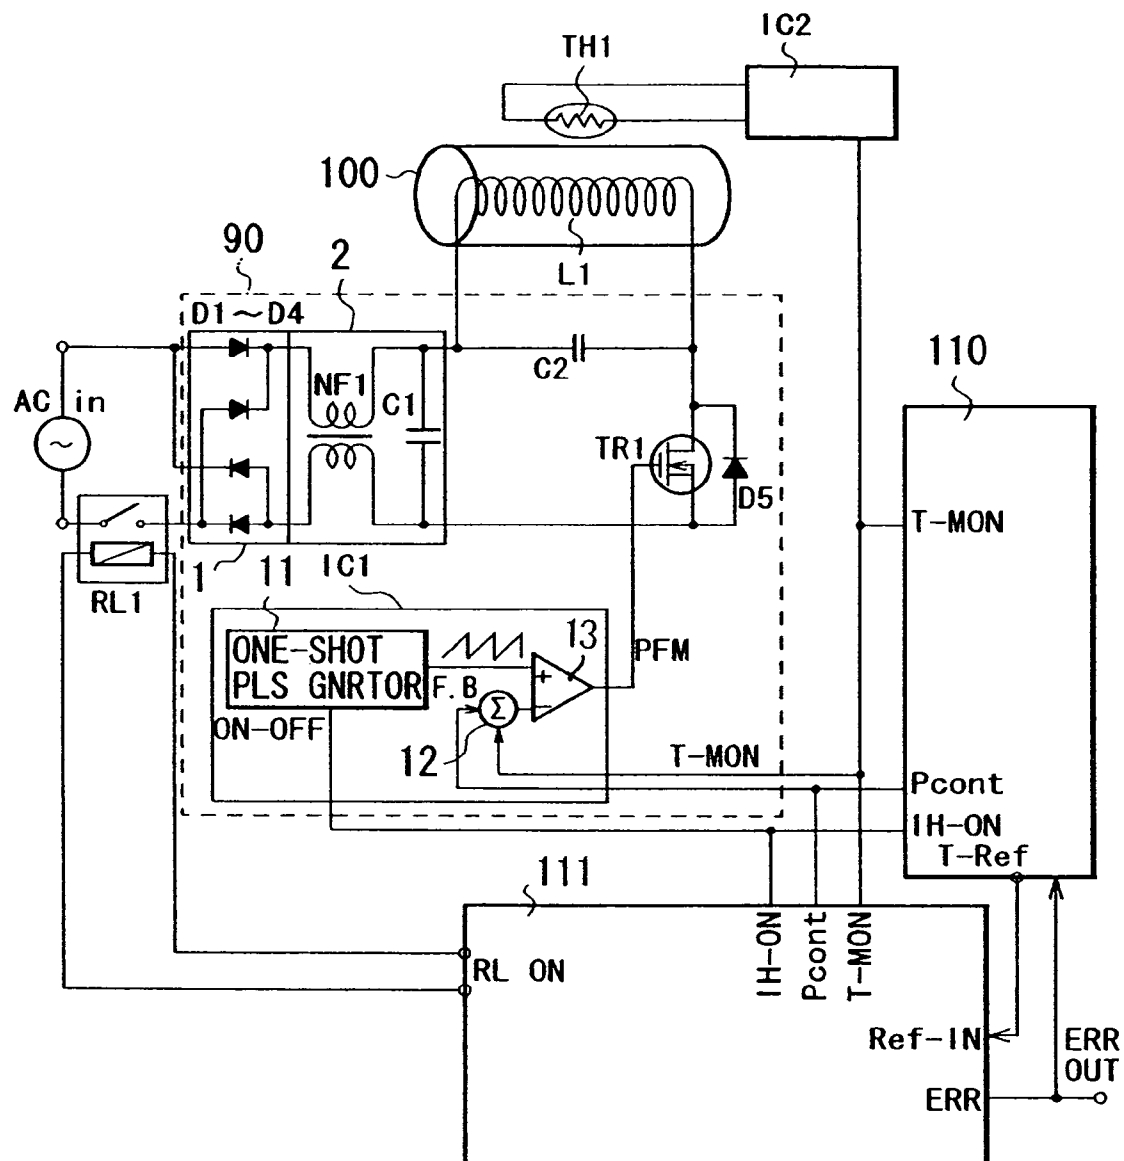 IC2
TH1
100
L1
90
2
D1～D4
110
AC in
NF1
C1
C2
TR1
D5
T-MON
1
11
IC1
RL1
13
ONE-SHOT
PLS GNRTOR
F.B
PFM
+
Σ
−
ON-OFF
12
T-MON
Pcont
IH-ON
T-Ref
111
IH-ON
Pcont
T-MON
RL ON
Ref-IN
ERR
OUT
ERR